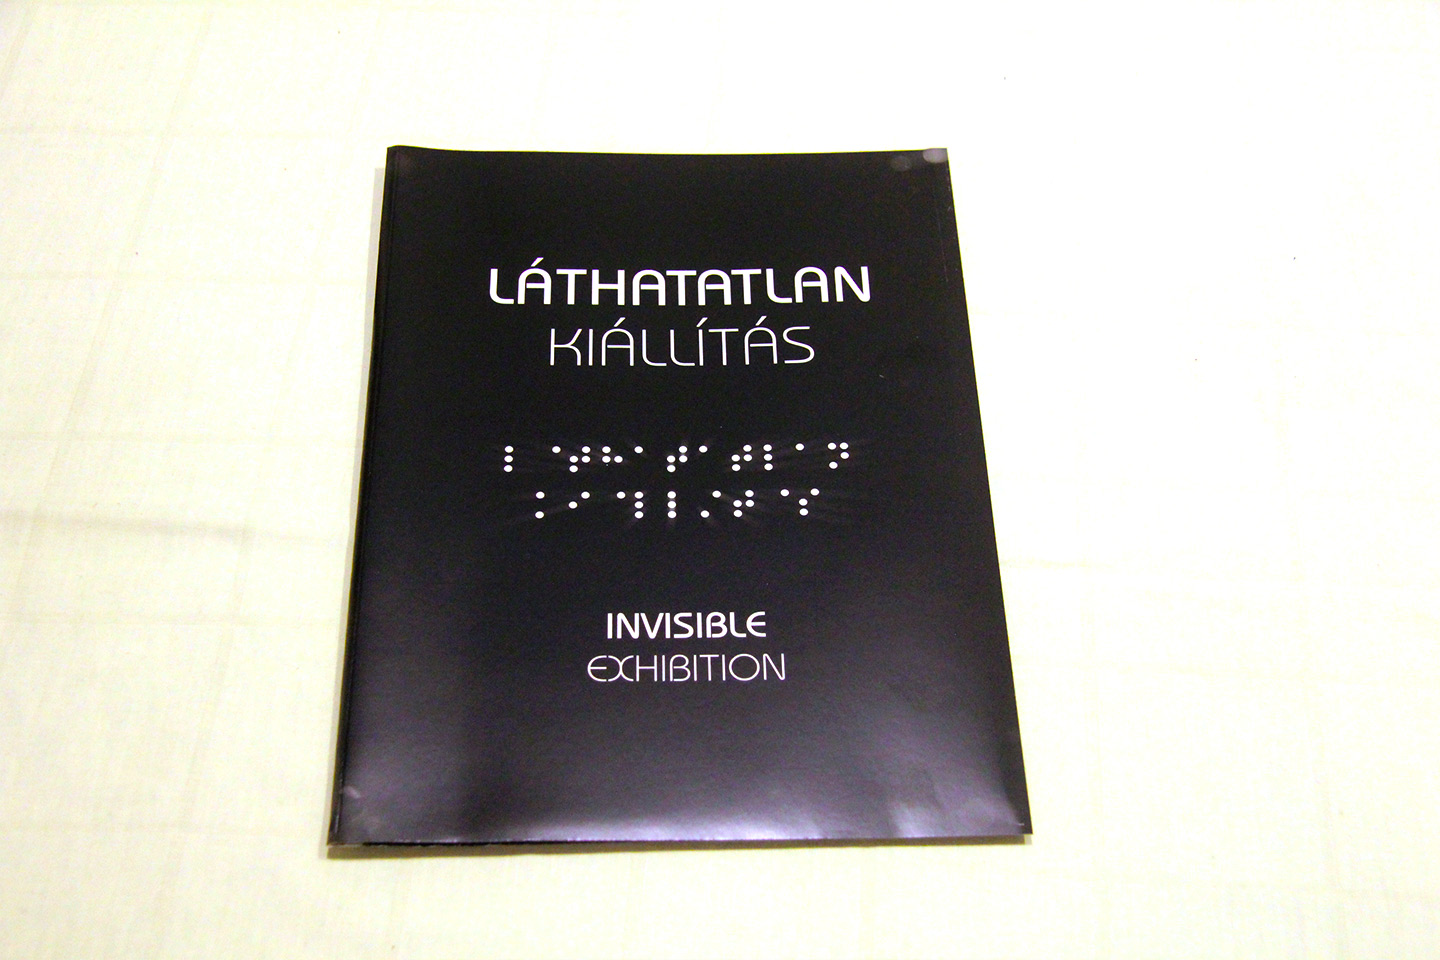 LÁTHATATLAN
KIÁLLÍTÁS
INVISIBLE
EXHIBITION